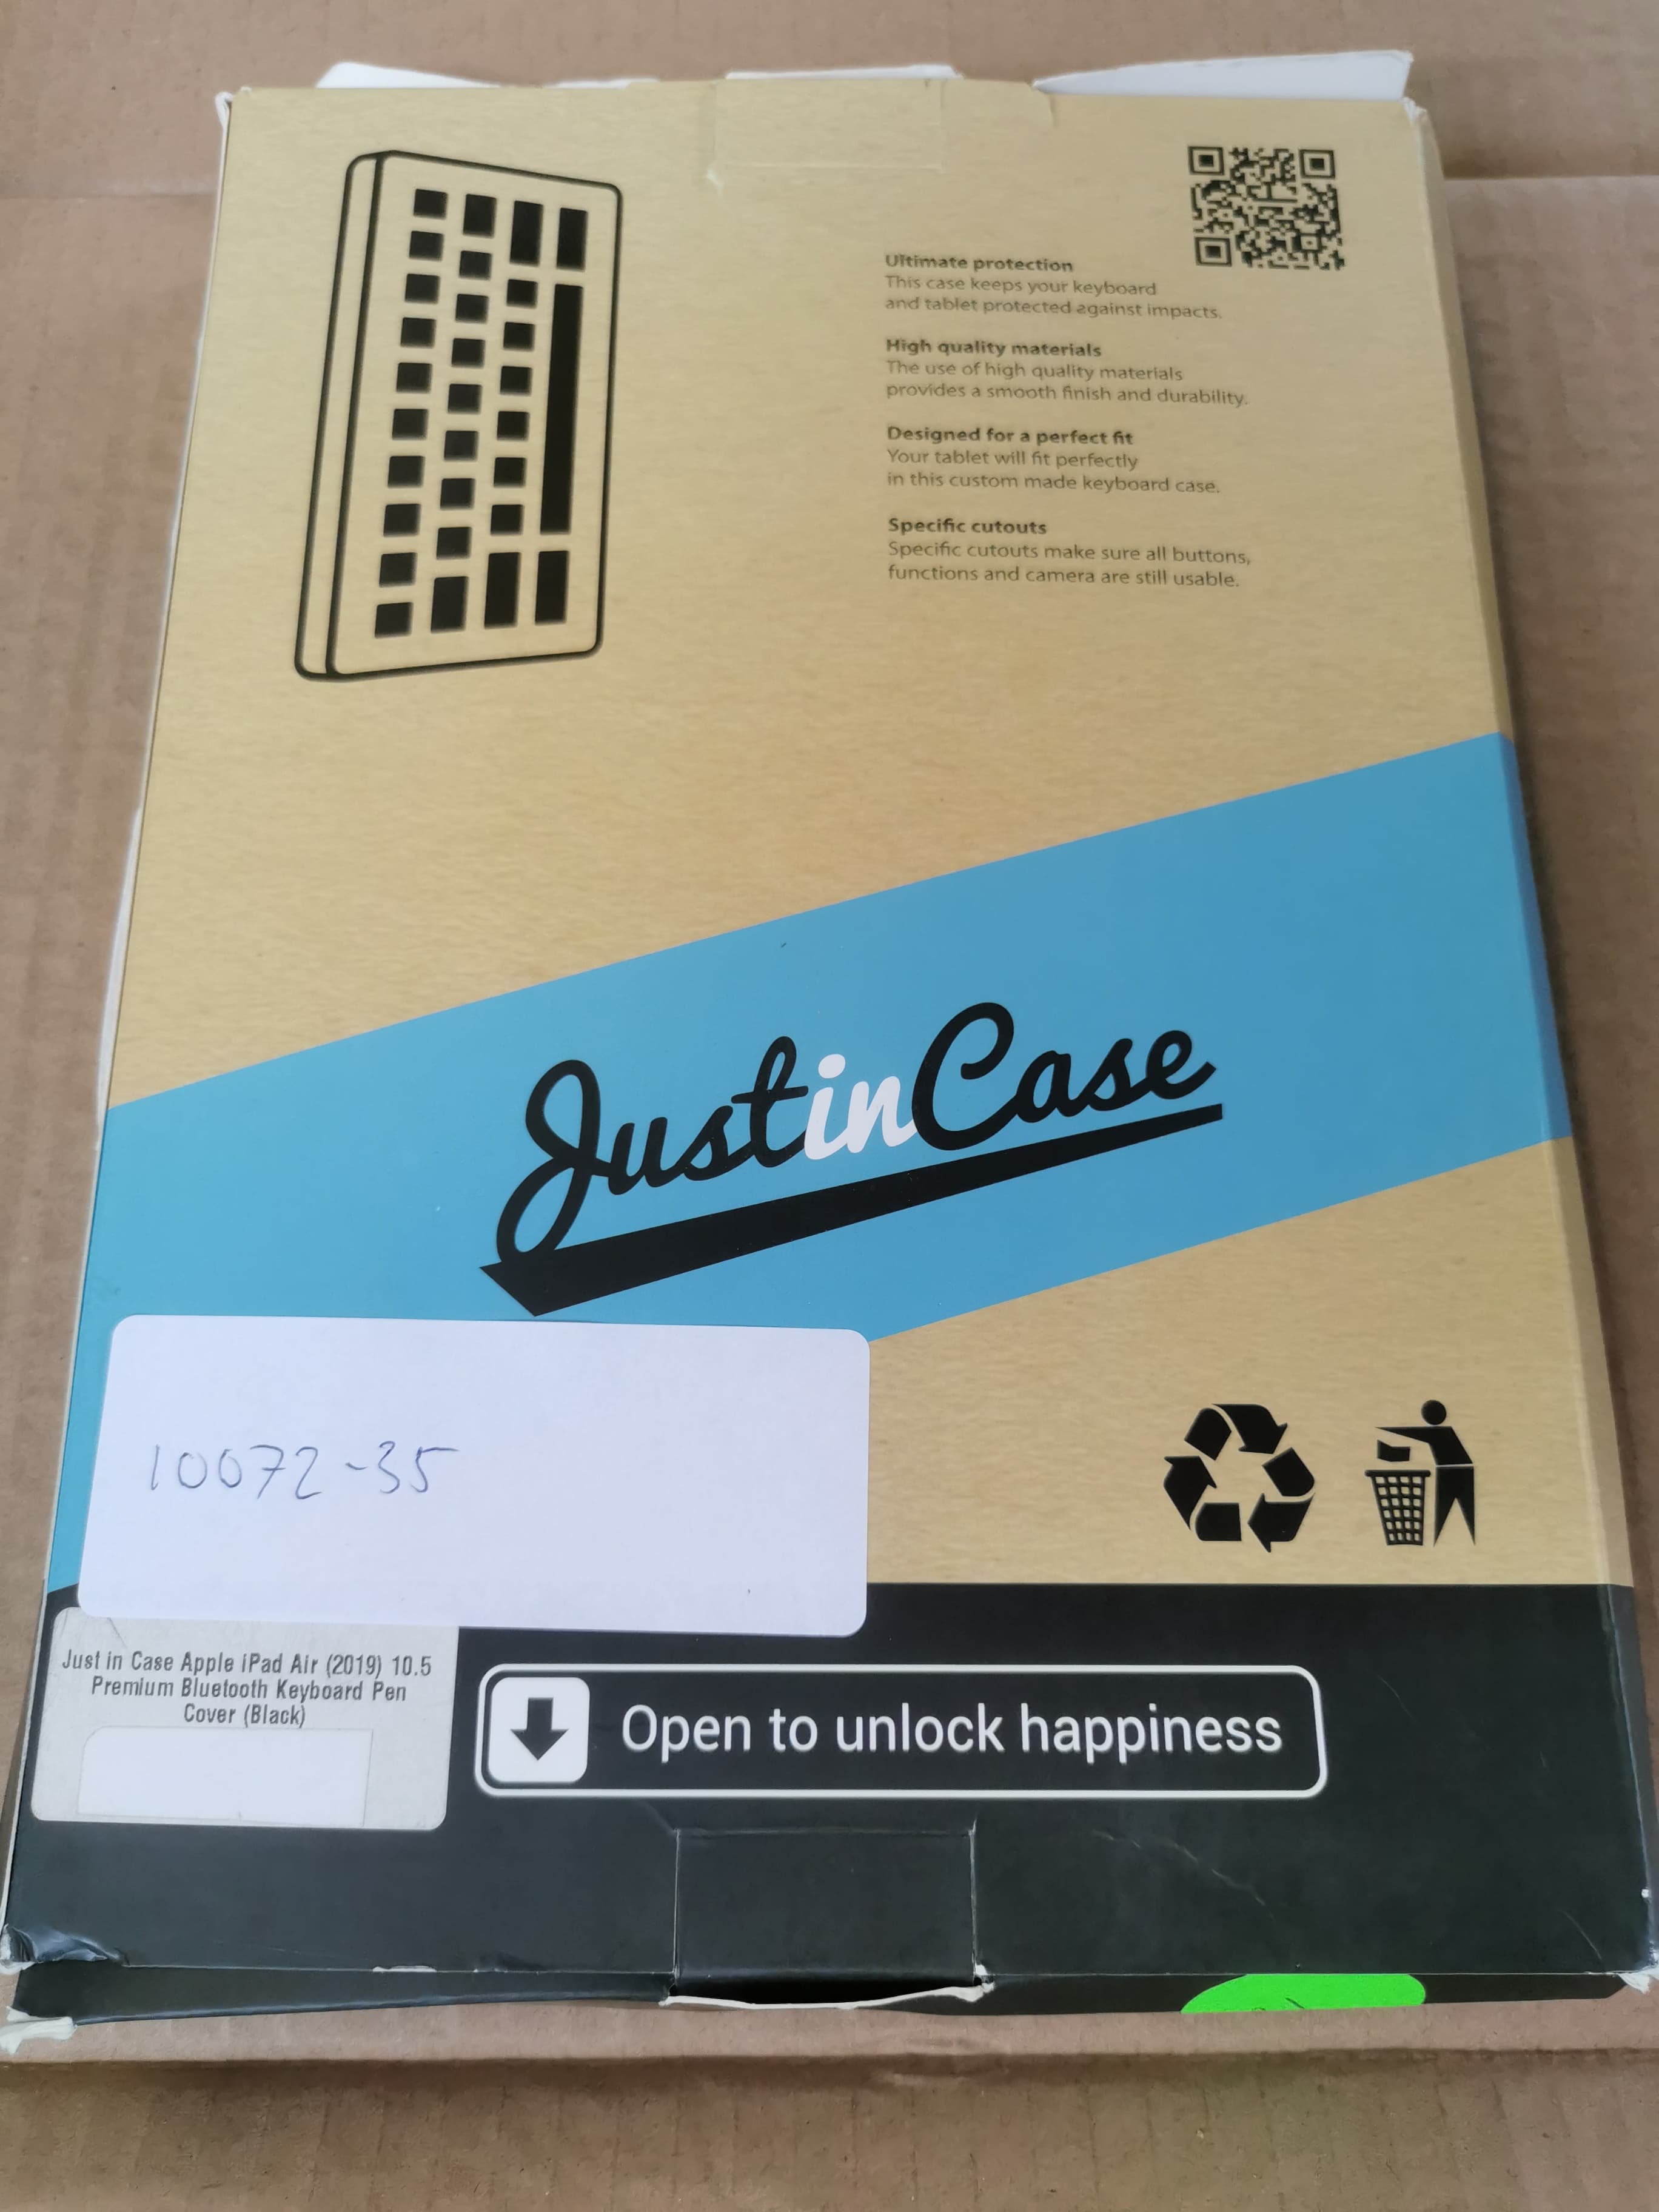 Ultimate protection
This case keeps your keyboard
and tablet protected against impacts.
High quality materials
The use of high quality materials
provides a smooth finish and durability.
Designed for a perfect fit
Your tablet will fit perfectly
in this custom made keyboard case.
Specific cutouts
Specific cutouts make sure all buttons,
functions and camera are still usable.
JustinCase
10072-35
Just in Case Apple iPad Air (2019) 10.5
Premium Bluetooth Keyboard Pen
Cover (Black)
Open to unlock happiness